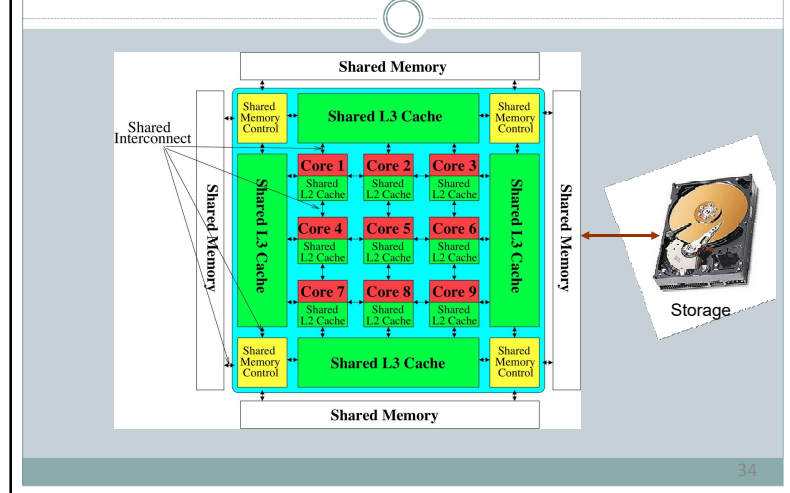 Shared Memory
Shared
Interconnect
Shared
Memory
Control
Shared L3 Cache
Shared
Memory
Control
Shared Memory
Shared L3 Cache
Core 1
Shared
L2 Cache
Core 2
Shared
L2 Cache
Core 3
Shared
L2 Cache
Core 4
Shared
L2 Cache
Core 5
Shared
L2 Cache
Core 6
Shared
L2 Cache
Core 7
Shared
L2 Cache
Core 8
Shared
L2 Cache
Core 9
Shared
L2 Cache
Shared L3 Cache
Shared Memory
Storage
Shared
Memory
Control
Shared L3 Cache
Shared
Memory
Control
Shared Memory
34